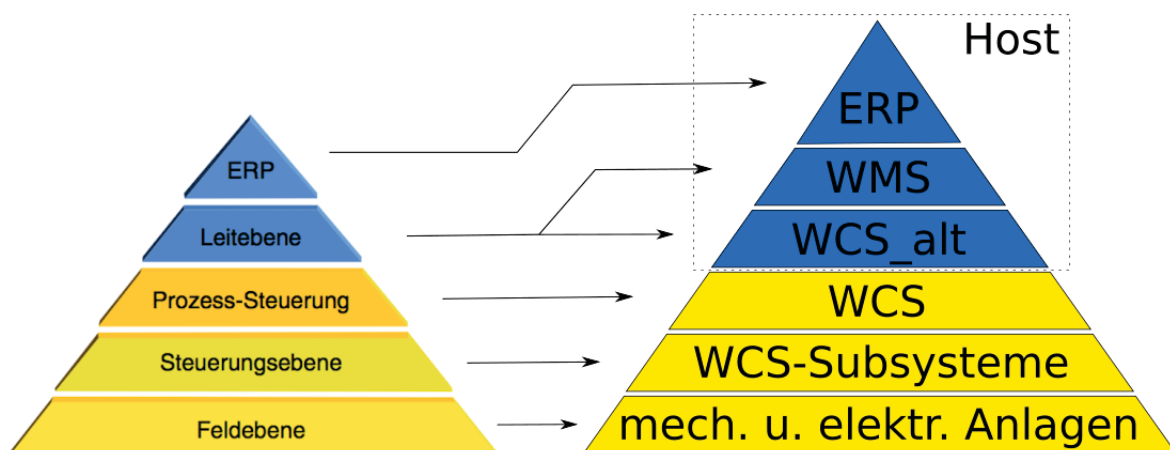 ERP
Leitebene
Prozess-Steuerung
Steuerungsebene
Feldebene
Host
ERP
WMS
WCS_alt
WCS
WCS-Subsysteme
mech. u. elektr. Anlagen